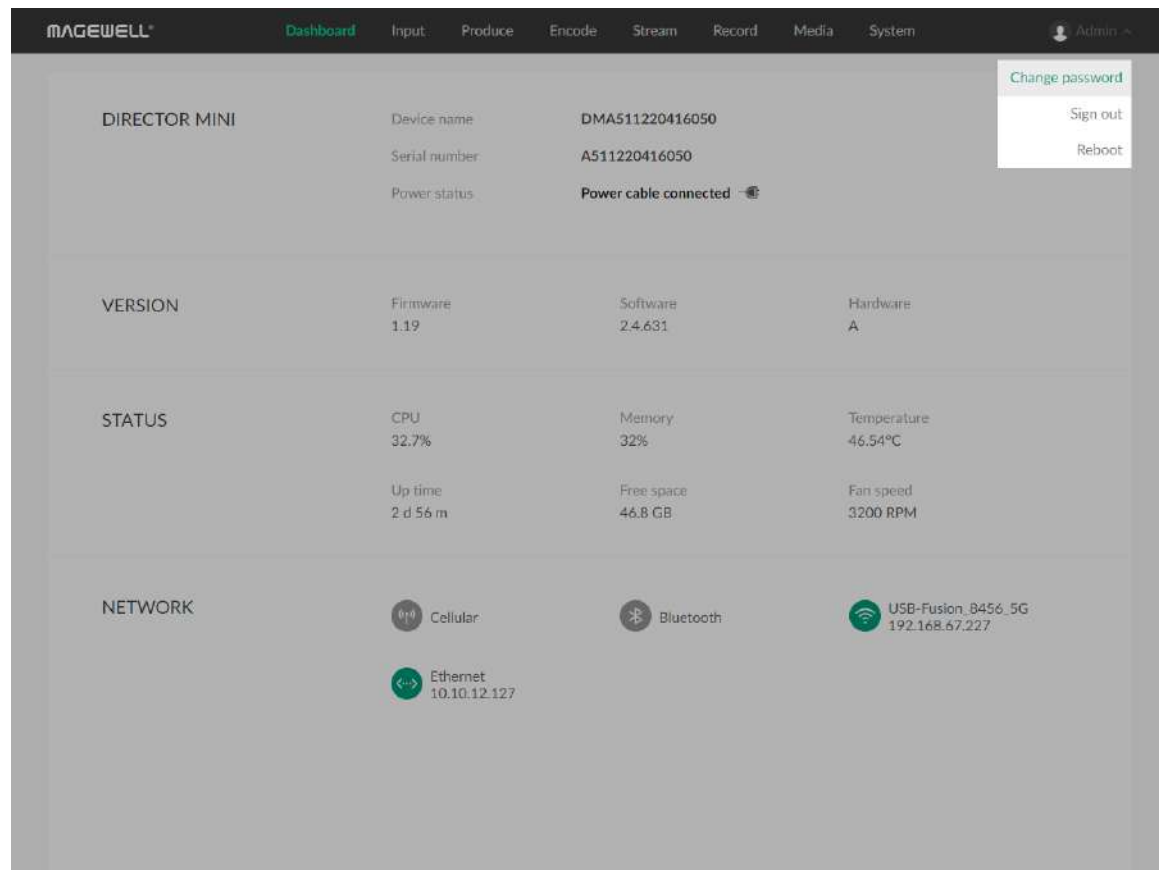 MAGEWELL®
Dashboard Input Produce Encode Stream Record Media System Admin
Change password
Sign out
Reboot
DIRECTOR MINI
Device name DMA511220416050
Serial number A511220416050
Power status Power cable connected
VERSION
Firmware Software Hardware
1.19 2.4.631 A
STATUS
CPU Memory Temperature
32.7% 32% 46.54°C
Up time Free space Fan speed
2 d 56 m 46.8 GB 3200 RPM
NETWORK
Cellular
Bluetooth
USB-Fusion_8456_5G
192.168.67.227
Ethernet
10.10.12.127